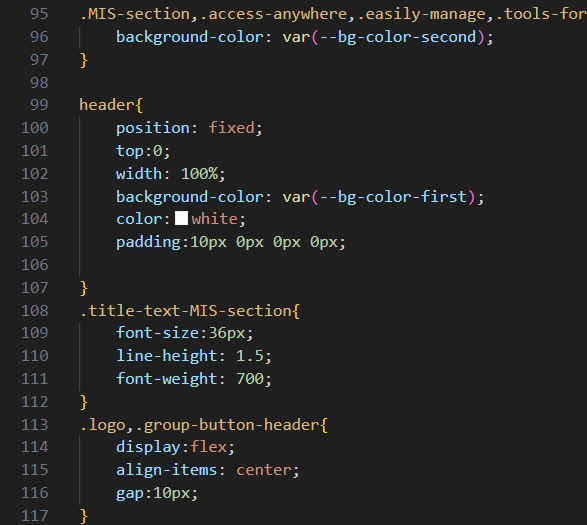 95 .MIS-section,.access-anywhere,.easily-manage,.tools-for
96 background-color: var(--bg-color-second);
97 }
98
99 header{
100 position: fixed;
101 top:0;
102 width: 100%;
103 background-color: var(--bg-color-first);
104 color: white;
105 padding:10px 0px 0px 0px;
106
107 }
108 .title-text-MIS-section{
109 font-size:36px;
110 line-height: 1.5;
111 font-weight: 700;
112 }
113 .logo,.group-button-header{
114 display:flex;
115 align-items: center;
116 gap:10px;
117 }